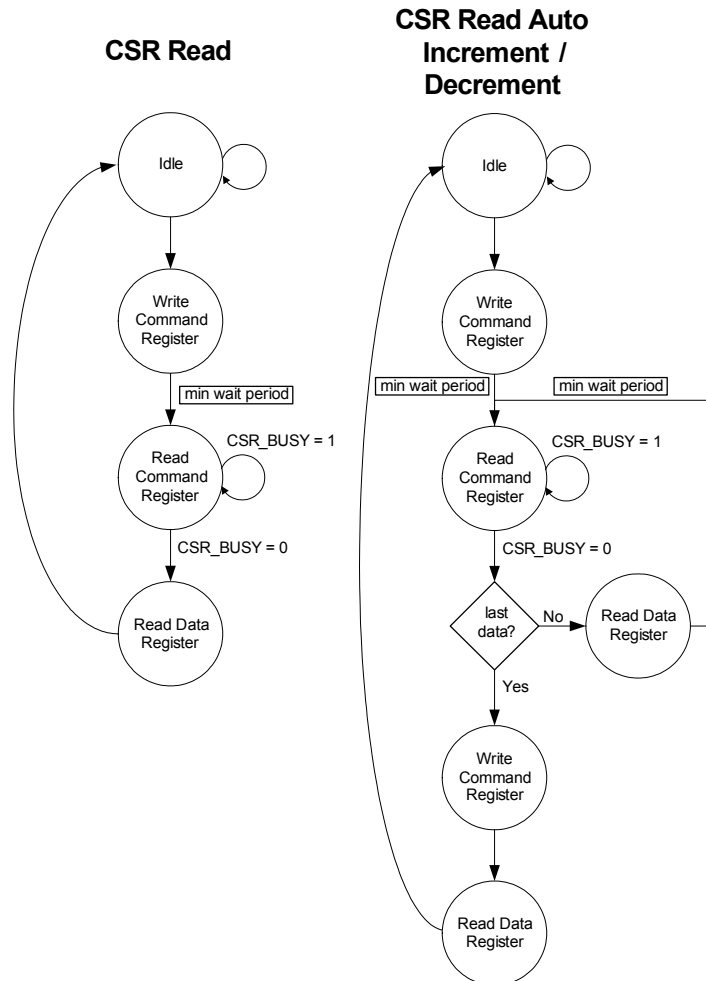 CSR Read
Idle
Write
Command
Register
min wait period
Read
Command
Register
CSR_BUSY = 1
CSR_BUSY = 0
Read Data
Register
CSR Read Auto
Increment /
Decrement
Idle
Write
Command
Register
min wait period
min wait period
Read
Command
Register
CSR_BUSY = 1
CSR_BUSY = 0
last
data?
No
Read Data
Register
Yes
Write
Command
Register
Read Data
Register